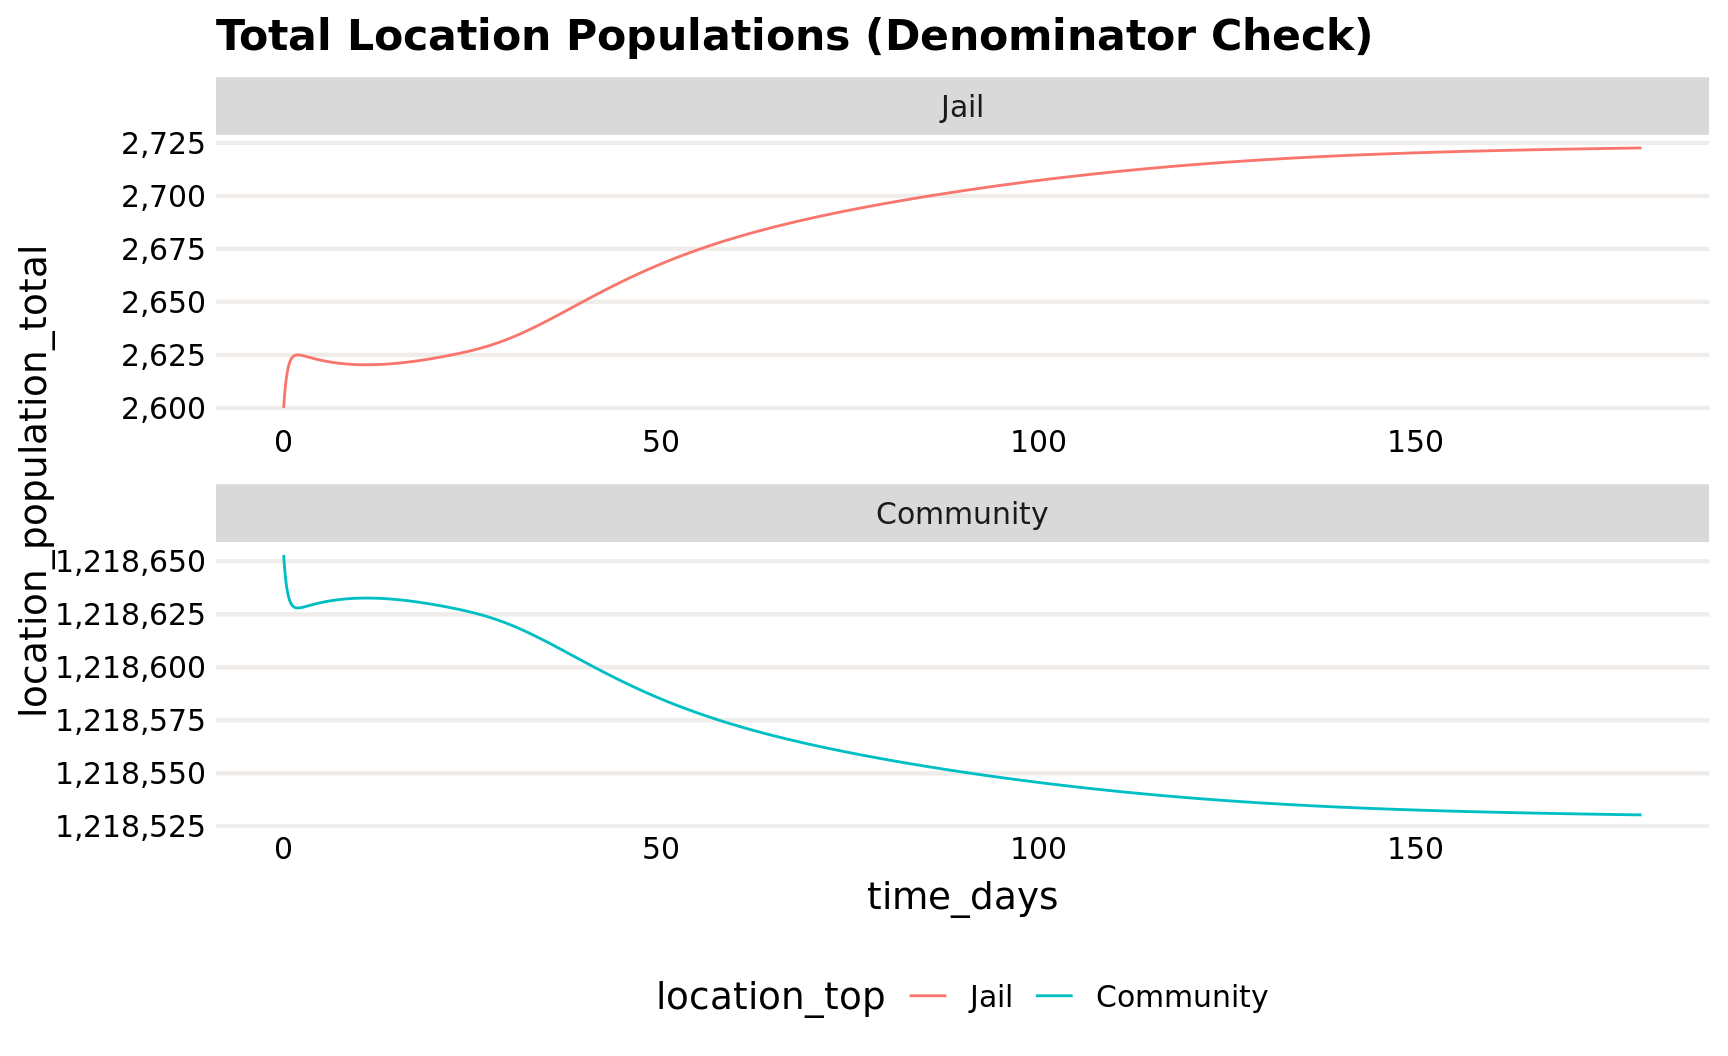 Total Location Populations (Denominator Check)
Jail
2,725
2,700
2,675
2,650
2,625
2,600
0 50 100 150
Community
1,218,650
1,218,625
1,218,600
1,218,575
1,218,550
1,218,525
0 50 100 150
location_population_total
time_days
location_top Jail Community